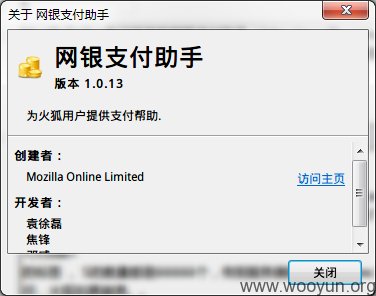 关于 网银支付助手
网银支付助手
版本 1.0.13
为火狐用户提供支付帮助.
创建者：
Mozilla Online Limited
访问主页
开发者：
袁徐磊
焦锋
关闭
www.wooyun.org